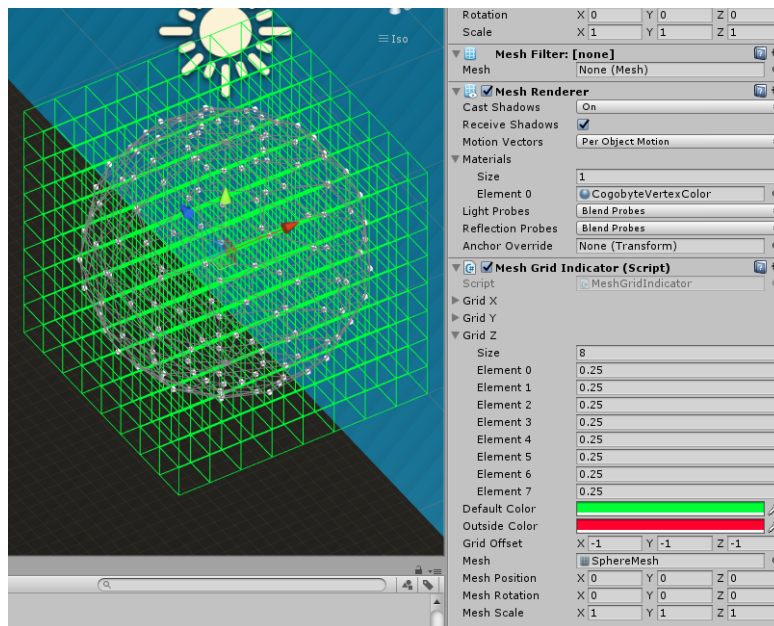 Iso
Rotation X 0 Y 0 Z 0
Scale X 1 Y 1 Z 1
Mesh Filter: [none]
Mesh None (Mesh)
Mesh Renderer
Cast Shadows On
Receive Shadows
Motion Vectors Per Object Motion
Materials
Size 1
Element 0 CogobyteVertexColor
Light Probes Blend Probes
Reflection Probes Blend Probes
Anchor Override None (Transform)
Mesh Grid Indicator (Script)
Script MeshGridIndicator
Grid X
Grid Y
Grid Z
Size 8
Element 0 0.25
Element 1 0.25
Element 2 0.25
Element 3 0.25
Element 4 0.25
Element 5 0.25
Element 6 0.25
Element 7 0.25
Default Color
Outside Color
Grid Offset X -1 Y -1 Z -1
Mesh SphereMesh
Mesh Position X 0 Y 0 Z 0
Mesh Rotation X 0 Y 0 Z 0
Mesh Scale X 1 Y 1 Z 1